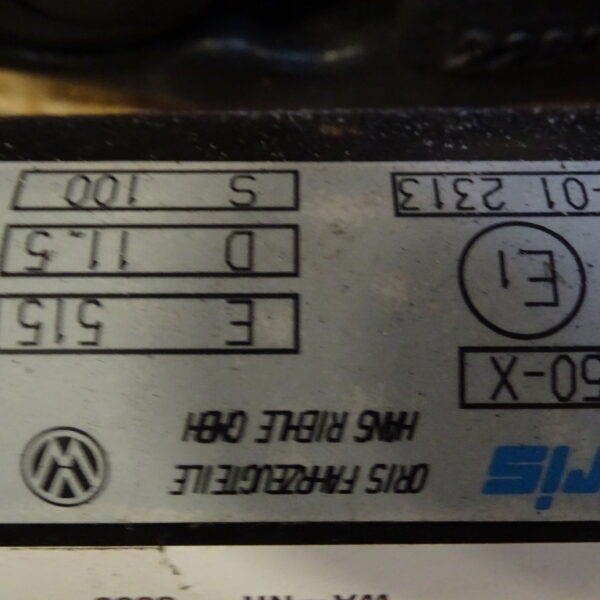 ris ORIS FAHRZEUGTEILE
HANS RIEHLE GMBH
50-X
E 515
E1
D 11.5
-01 2313
S 100